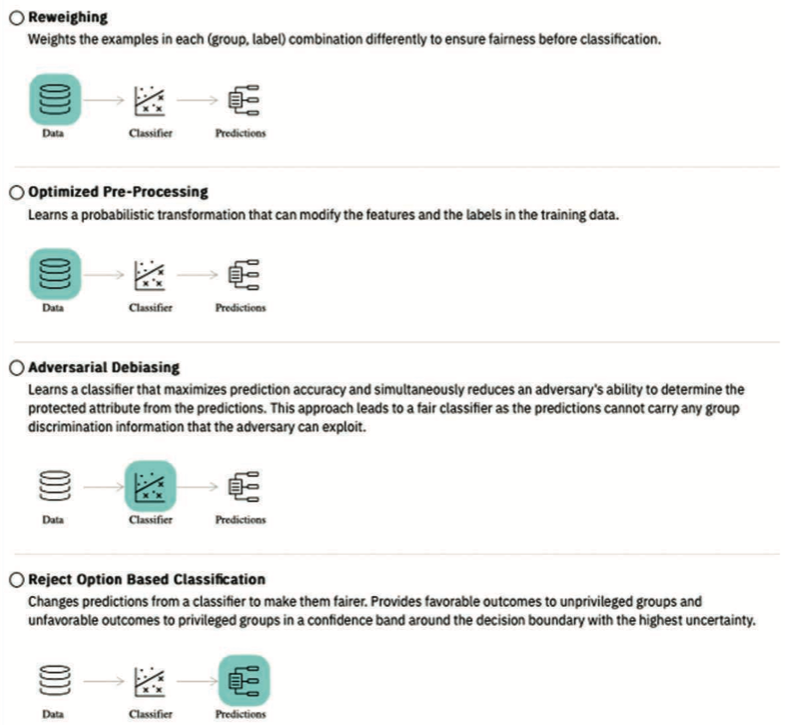 Reweighing
Weights the examples in each (group, label) combination differently to ensure fairness before classification.
Data Classifier Predictions
Optimized Pre-Processing
Learns a probabilistic transformation that can modify the features and the labels in the training data.
Data Classifier Predictions
Adversarial Debiasing
Learns a classifier that maximizes prediction accuracy and simultaneously reduces an adversary's ability to determine the
protected attribute from the predictions. This approach leads to a fair classifier as the predictions cannot carry any group
discrimination information that the adversary can exploit.
Data Classifier Predictions
Reject Option Based Classification
Changes predictions from a classifier to make them fairer. Provides favorable outcomes to unprivileged groups and
unfavorable outcomes to privileged groups in a confidence band around the decision boundary with the highest uncertainty.
Data Classifier Predictions